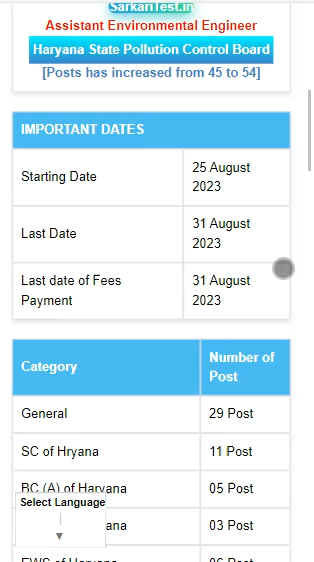 SarkariTest.in
Assistant Environmental Engineer
Haryana State Pollution Control Board
[Posts has increased from 45 to 54]
IMPORTANT DATES
Starting Date
25 August
2023
Last Date
31 August
2023
Last date of Fees
Payment
31 August
2023
Category
Number of
Post
General
29 Post
SC of Hryana
11 Post
BC (A) of Haryana
05 Post
Select Language
▼
ana
03 Post
EWS of Haryana
06 Post